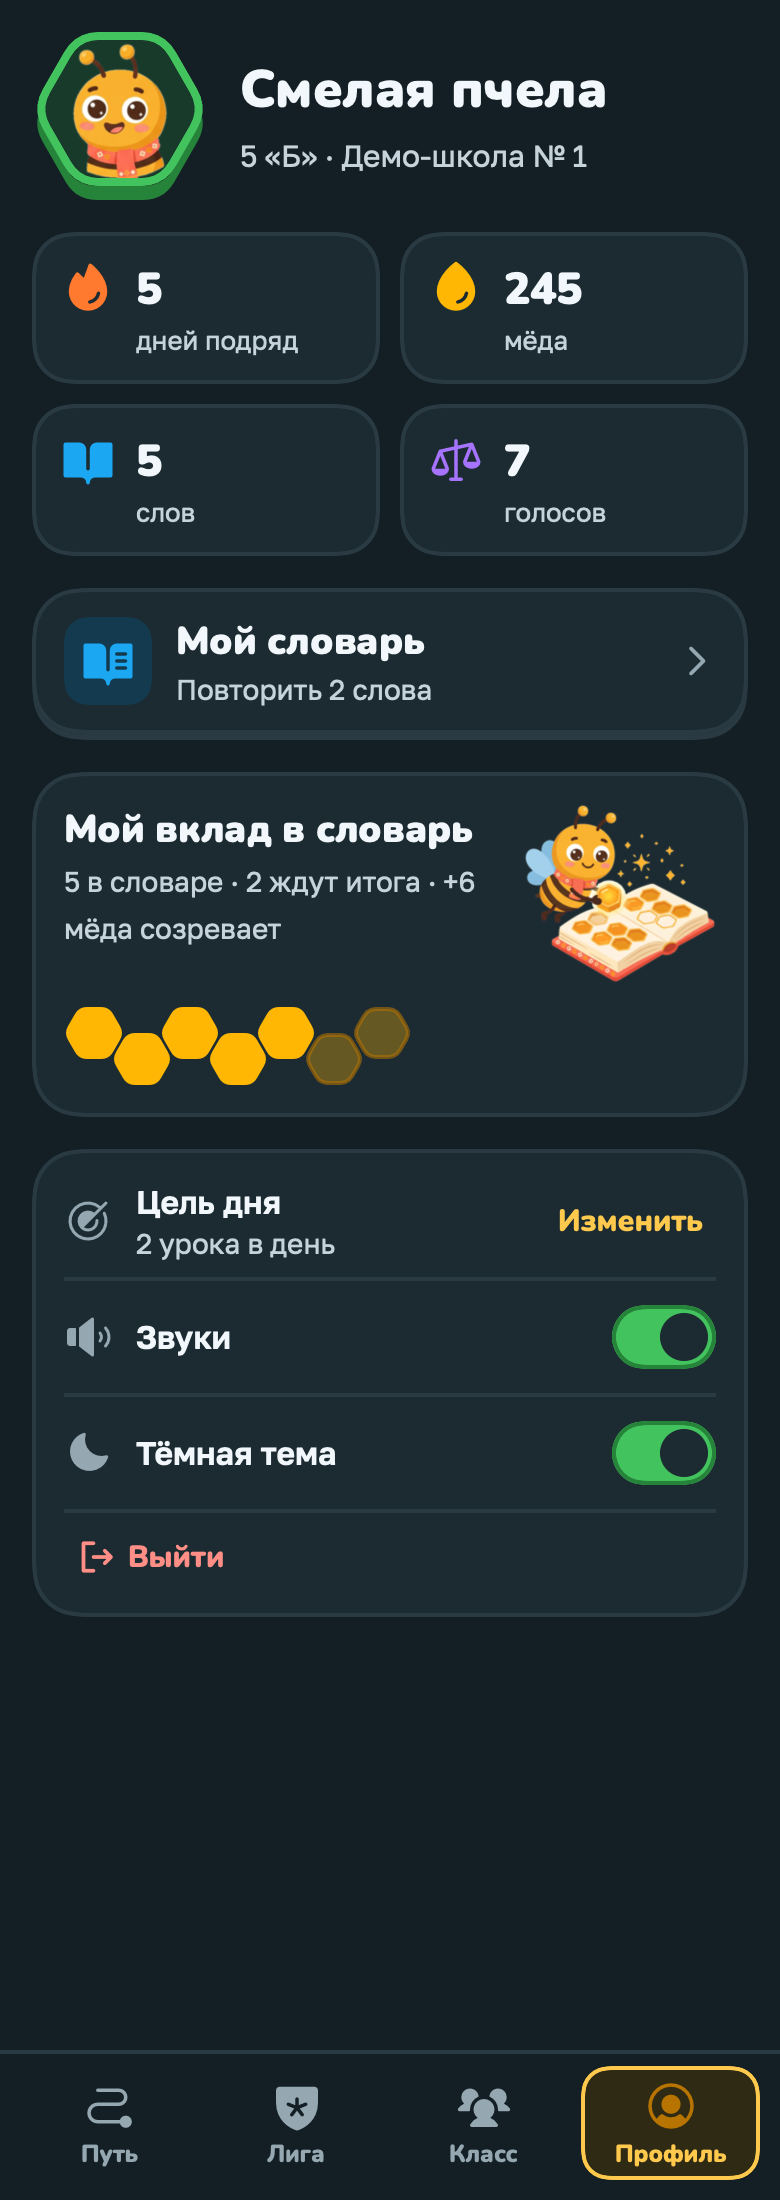 Смелая пчела
5 «Б» · Демо-школа № 1
5
дней подряд
245
мёда
5
слов
7
голосов
Мой словарь
Повторить 2 слова
Мой вклад в словарь
5 в словаре · 2 ждут итога · +6
мёда созревает
Цель дня
2 урока в день
Изменить
Звуки
Тёмная тема
Выйти
Путь
Лига
Класс
Профиль